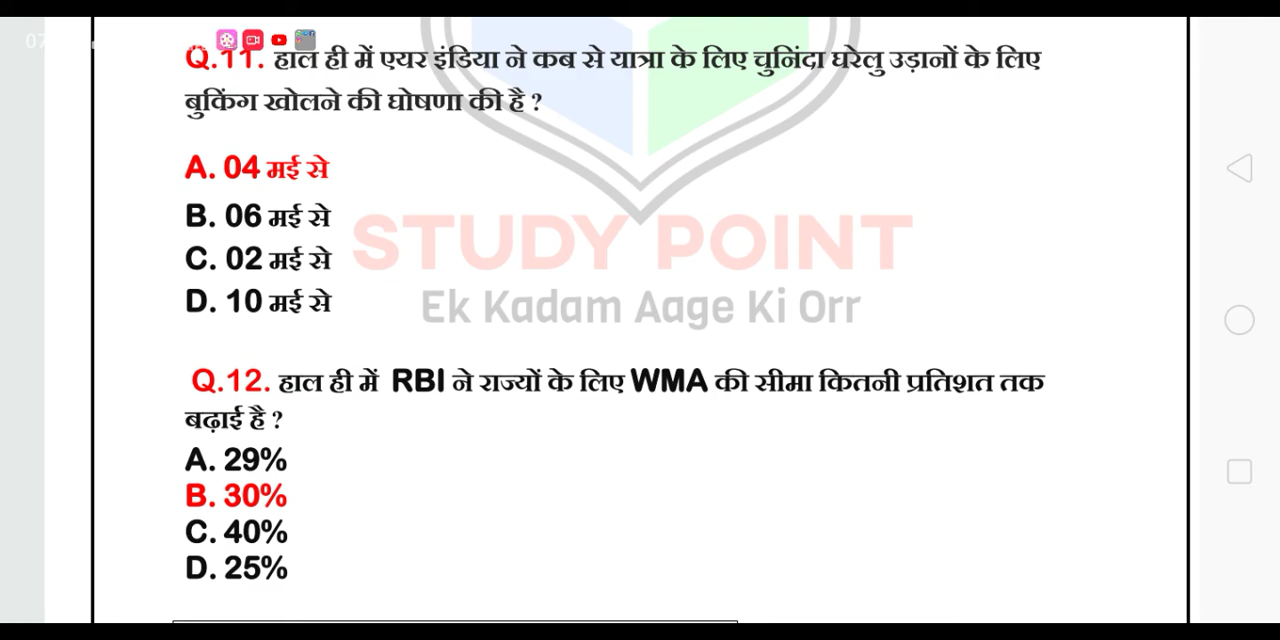 07
Q.11. हाल ही में एयर इंडिया ने कब से यात्रा के लिए चुनिंदा घरेलु उड़ानों के लिए
बुकिंग खोलने की घोषणा की है ?
A. 04 मई से
B. 06 मई से
C. 02 मई से
D. 10 मई से
STUDY POINT
Ek Kadam Aage Ki Orr
Q.12. हाल ही में RBI ने राज्यों के लिए WMA की सीमा कितनी प्रतिशत तक
बढ़ाई है ?
A. 29%
B. 30%
C. 40%
D. 25%